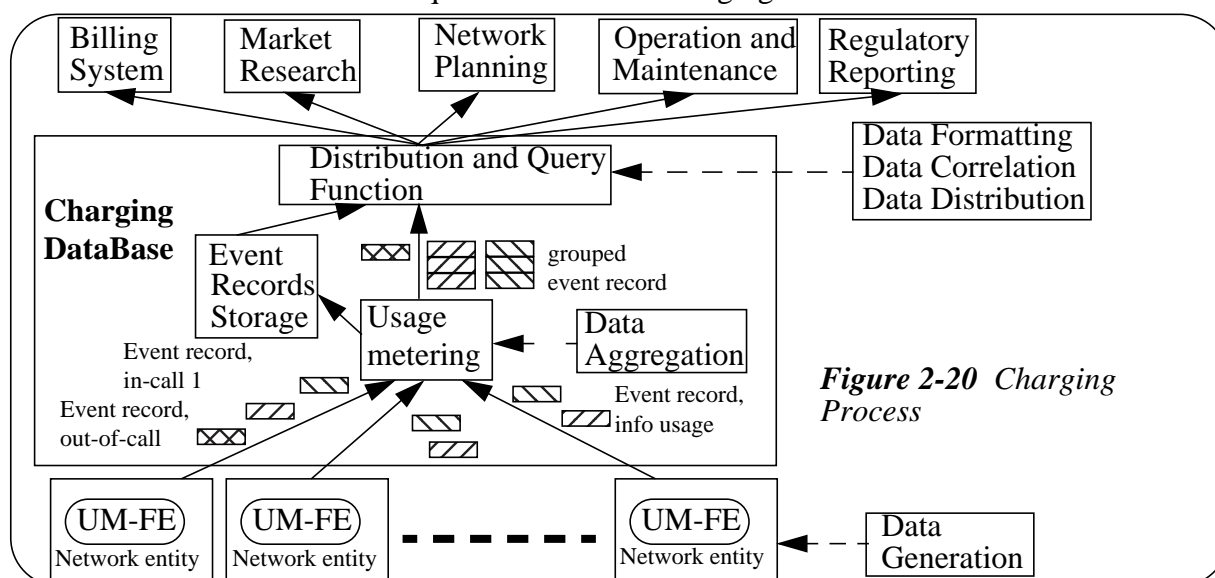 Billing
System
Market
Research
Network
Planning
Operation and
Maintenance
Regulatory
Reporting
Distribution and Query
Function
Data Formatting
Data Correlation
Data Distribution
Charging
DataBase
Event
Records
Storage
grouped
event record
Usage
metering
Data
Aggregation
Event record,
in-call 1
Event record,
out-of-call
Event record,
info usage
Figure 2-20 Charging
Process
UM-FE
Network entity
UM-FE
Network entity
UM-FE
Network entity
Data
Generation